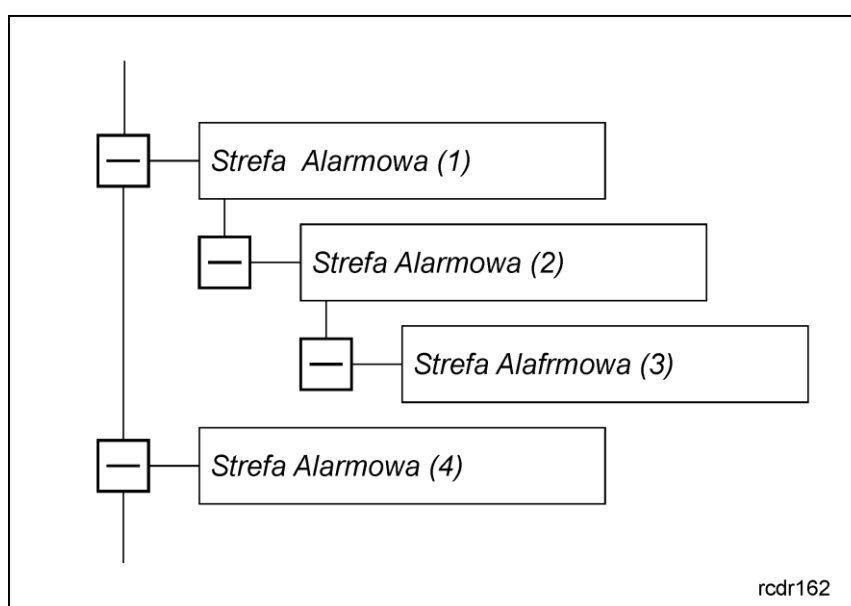 Strefa Alarmowa (1)
Strefa Alarmowa (2)
Strefa Alafrmowa (3)
Strefa Alarmowa (4)
rcdr162